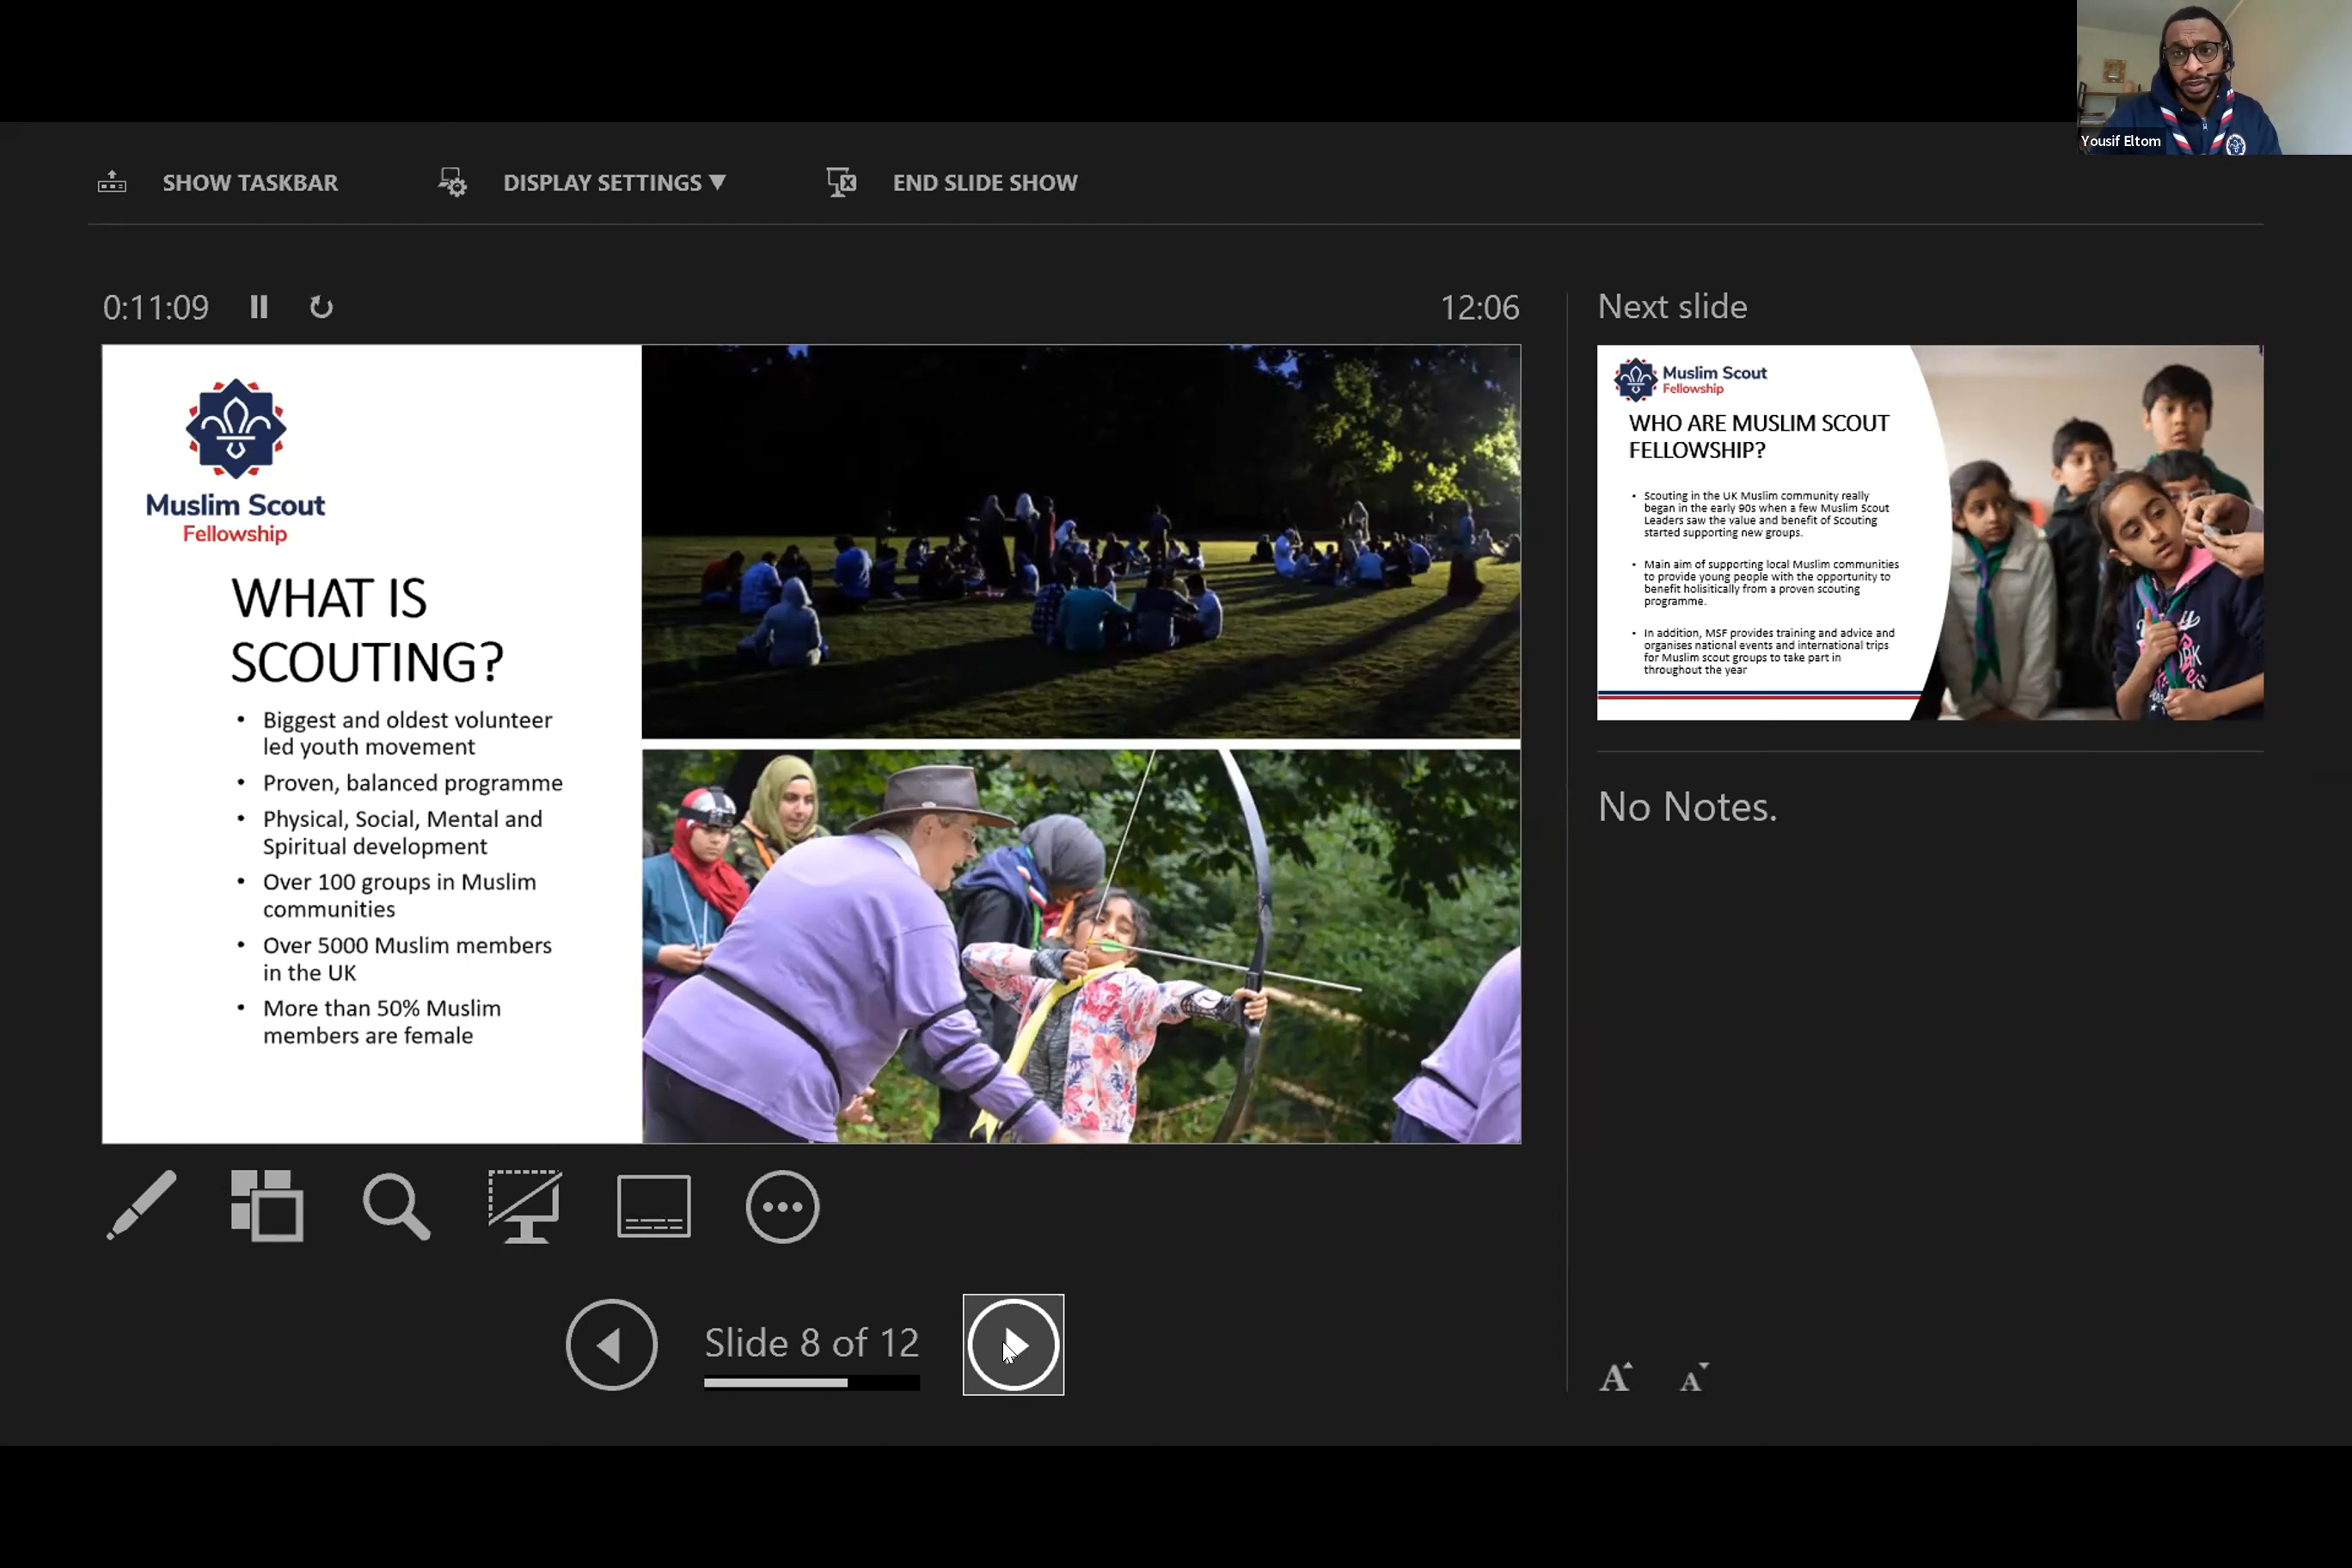 Yousif Eltom
SHOW TASKBAR
DISPLAY SETTINGS ▼
END SLIDE SHOW
0:11:09
12:06
Muslim Scout
Fellowship
WHAT IS
SCOUTING?
• Biggest and oldest volunteer
led youth movement
• Proven, balanced programme
• Physical, Social, Mental and
Spiritual development
• Over 100 groups in Muslim
communities
• Over 5000 Muslim members
in the UK
• More than 50% Muslim
members are female
Next slide
Muslim Scout
Fellowship
WHO ARE MUSLIM SCOUT
FELLOWSHIP?
• Scouting in the UK Muslim community really
began in the early 90s when a few Muslim Scout
Leaders saw the value and benefit of Scouting
started supporting new groups.
• Main aim of supporting local Muslim communities
to provide young people with the opportunity to
benefit holisitically from a proven scouting
programme.
• In addition, MSF provides training and advice and
organises national events and international trips
for Muslim scout groups to take part in
throughout the year
No Notes.
Slide 8 of 12
A A